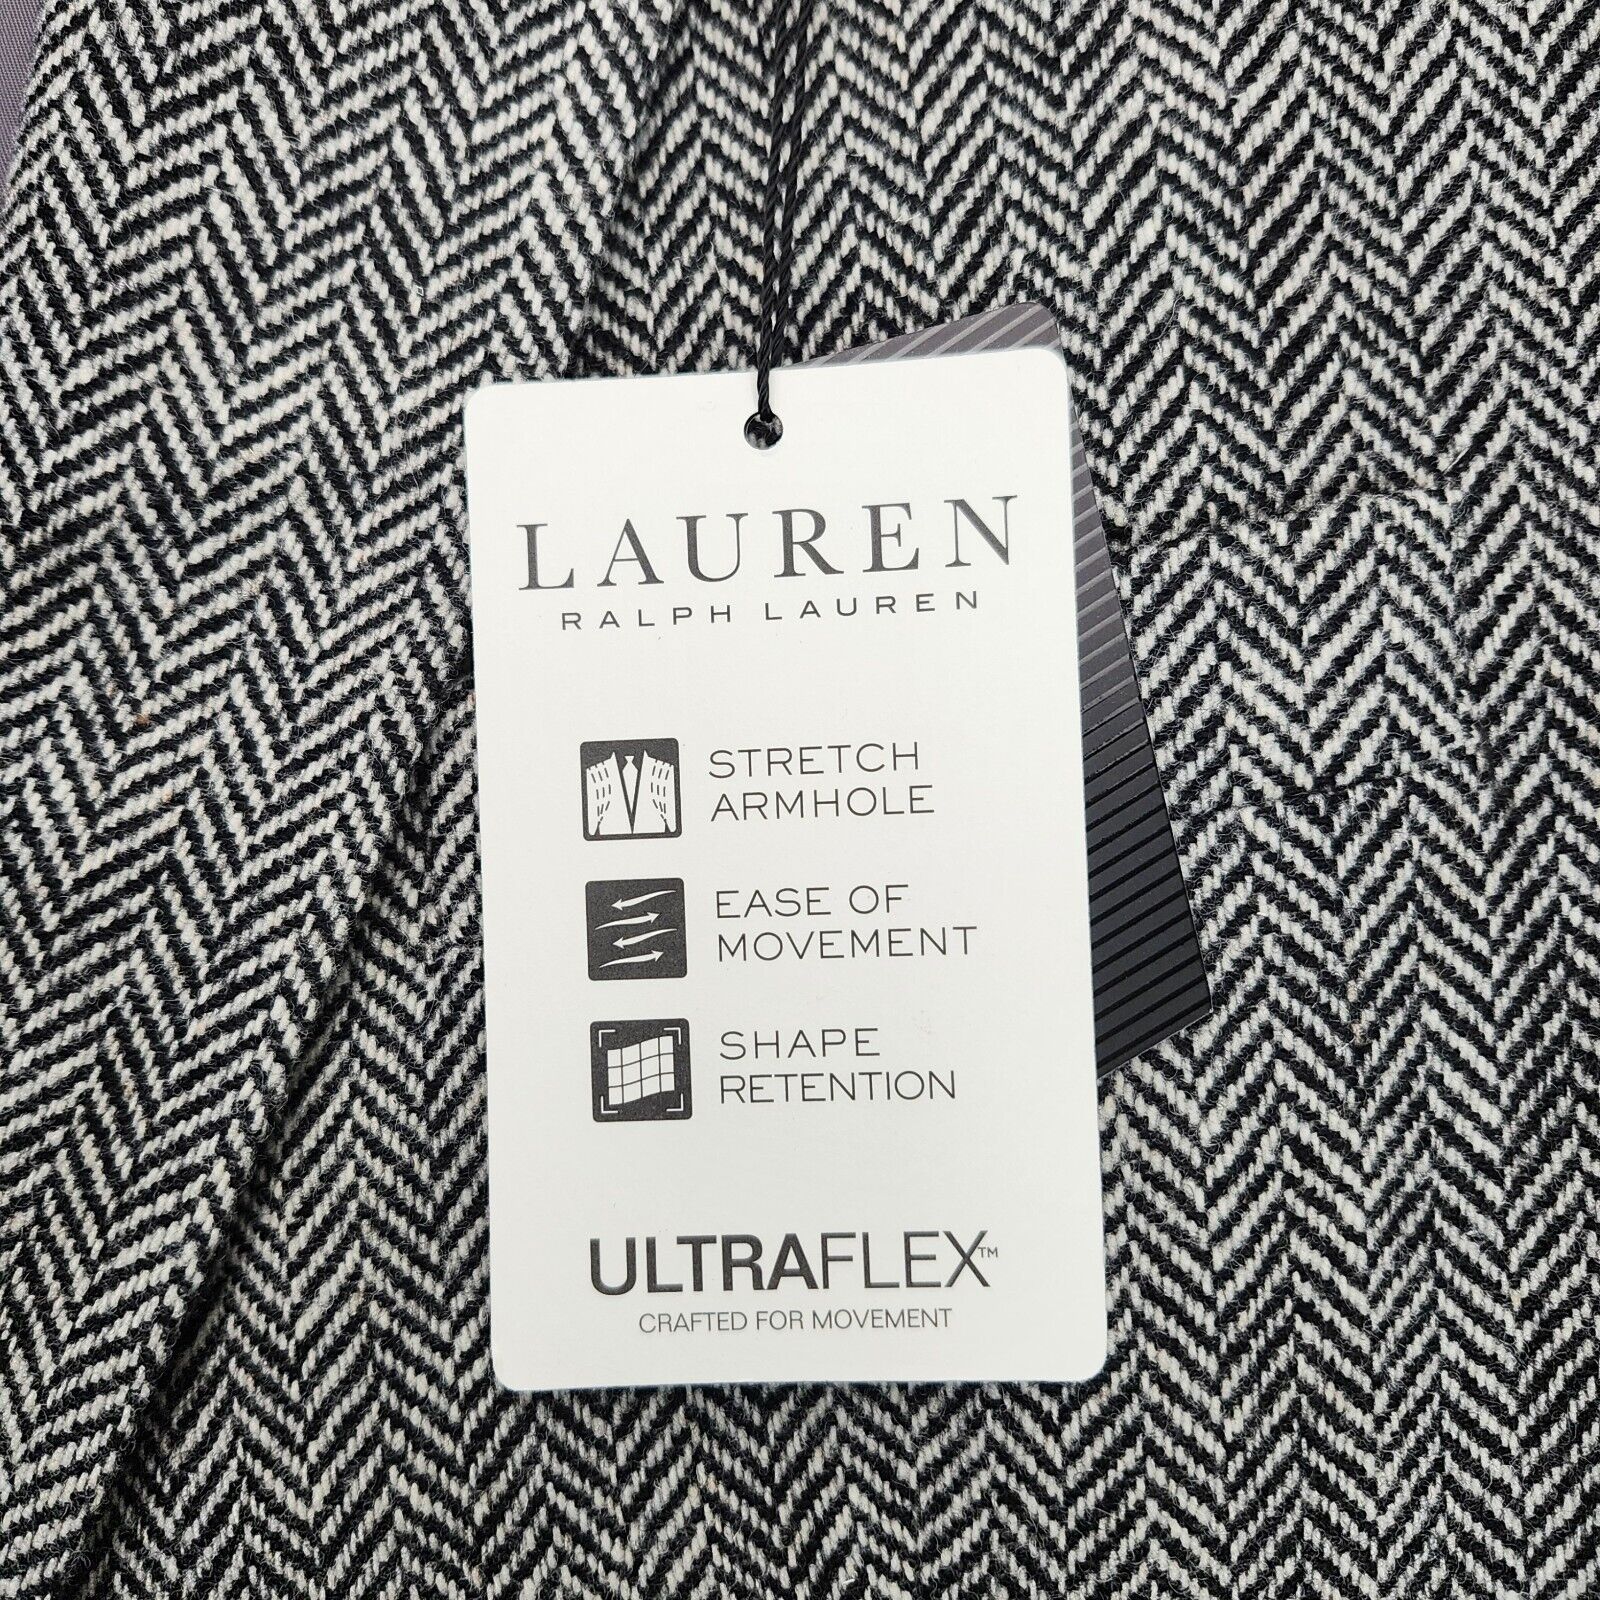 LAUREN
RALPH LAUREN
STRETCH
ARMHOLE
EASE OF
MOVEMENT
SHAPE
RETENTION
ULTRAFLEX™
CRAFTED FOR MOVEMENT